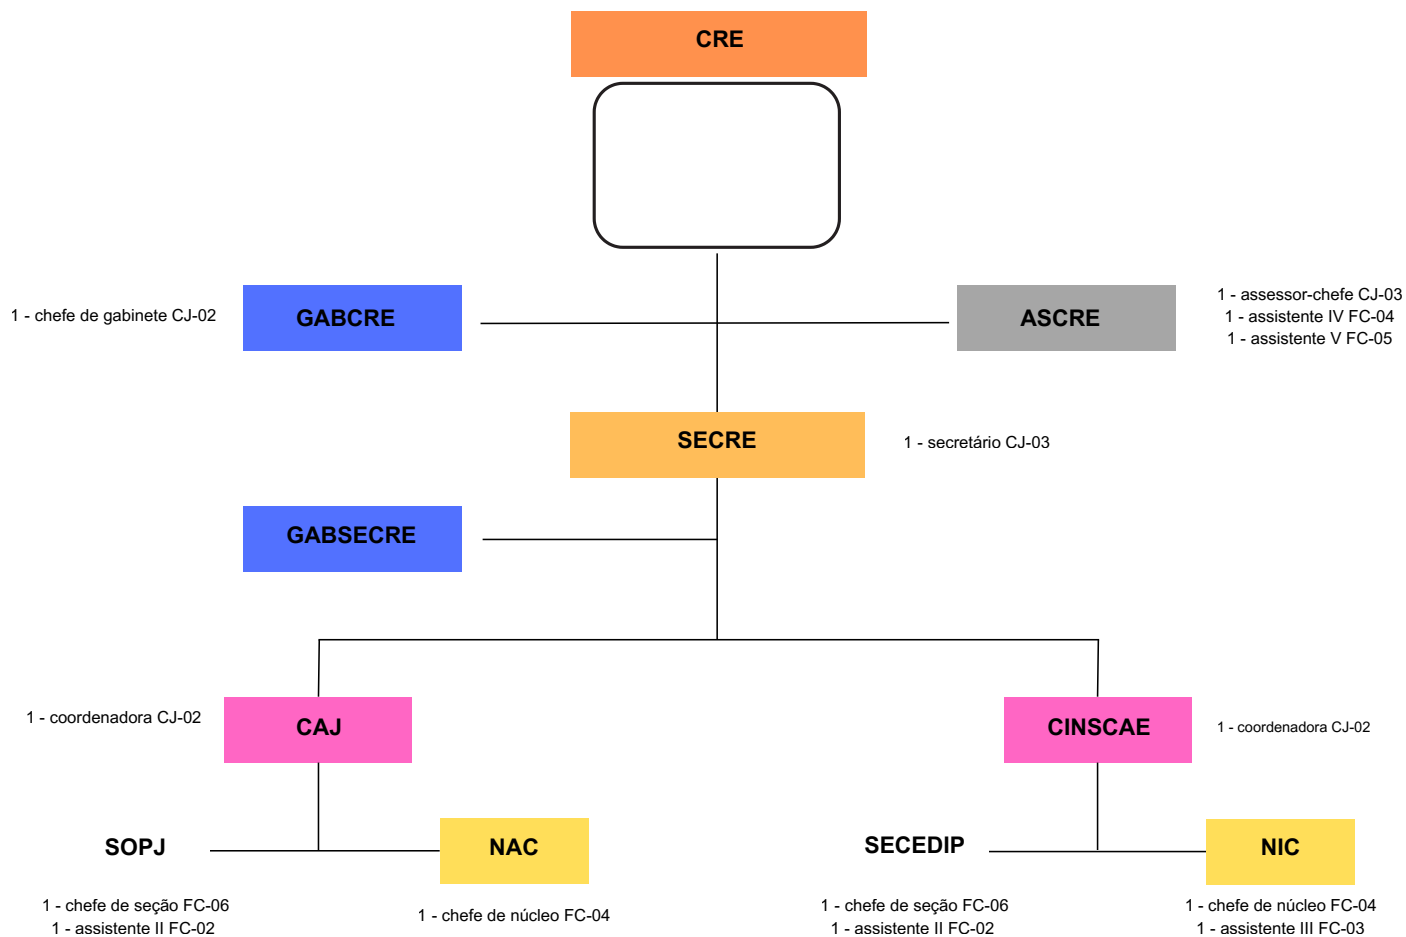 CRE
1 - chefe de gabinete CJ-02
GABCRE
ASCRE
1 - assessor-chefe CJ-03
1 - assistente IV FC-04
1 - assistente V FC-05
SECRE
1 - secretário CJ-03
GABSECRE
1 - coordenadora CJ-02
CAJ
CINSCAE
1 - coordenadora CJ-02
SOPJ
NAC
SECEDIP
NIC
1 - chefe de seção FC-06
1 - assistente II FC-02
1 - chefe de núcleo FC-04
1 - chefe de seção FC-06
1 - assistente II FC-02
1 - chefe de núcleo FC-04
1 - assistente III FC-03